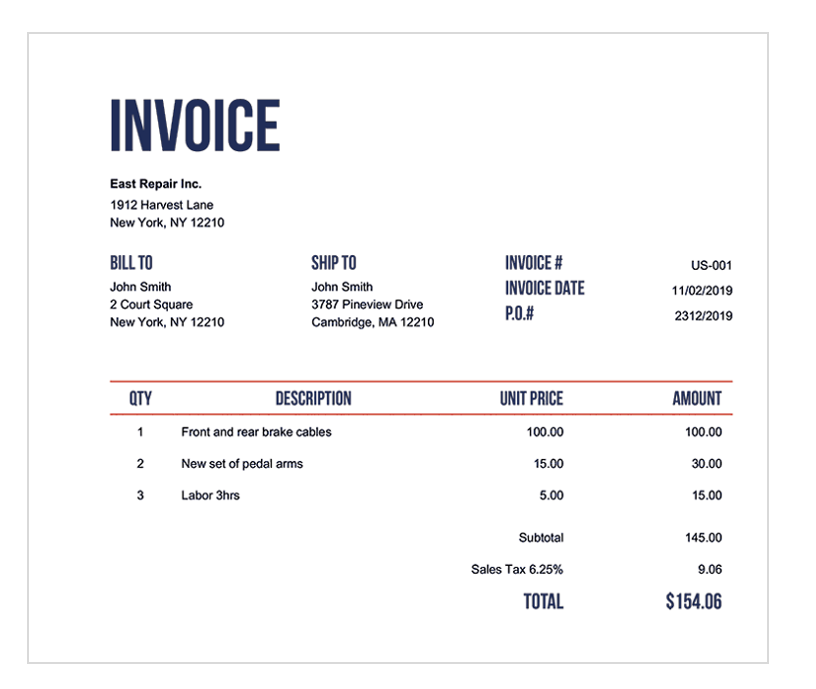 INVOICE
East Repair Inc.
1912 Harvest Lane
New York, NY 12210
BILL TO
John Smith
2 Court Square
New York, NY 12210
SHIP TO
John Smith
3787 Pineview Drive
Cambridge, MA 12210
INVOICE # US-001
INVOICE DATE 11/02/2019
P.O.# 2312/2019
QTY DESCRIPTION UNIT PRICE AMOUNT
1 Front and rear brake cables 100.00 100.00
2 New set of pedal arms 15.00 30.00
3 Labor 3hrs 5.00 15.00
Subtotal 145.00
Sales Tax 6.25% 9.06
TOTAL $154.06